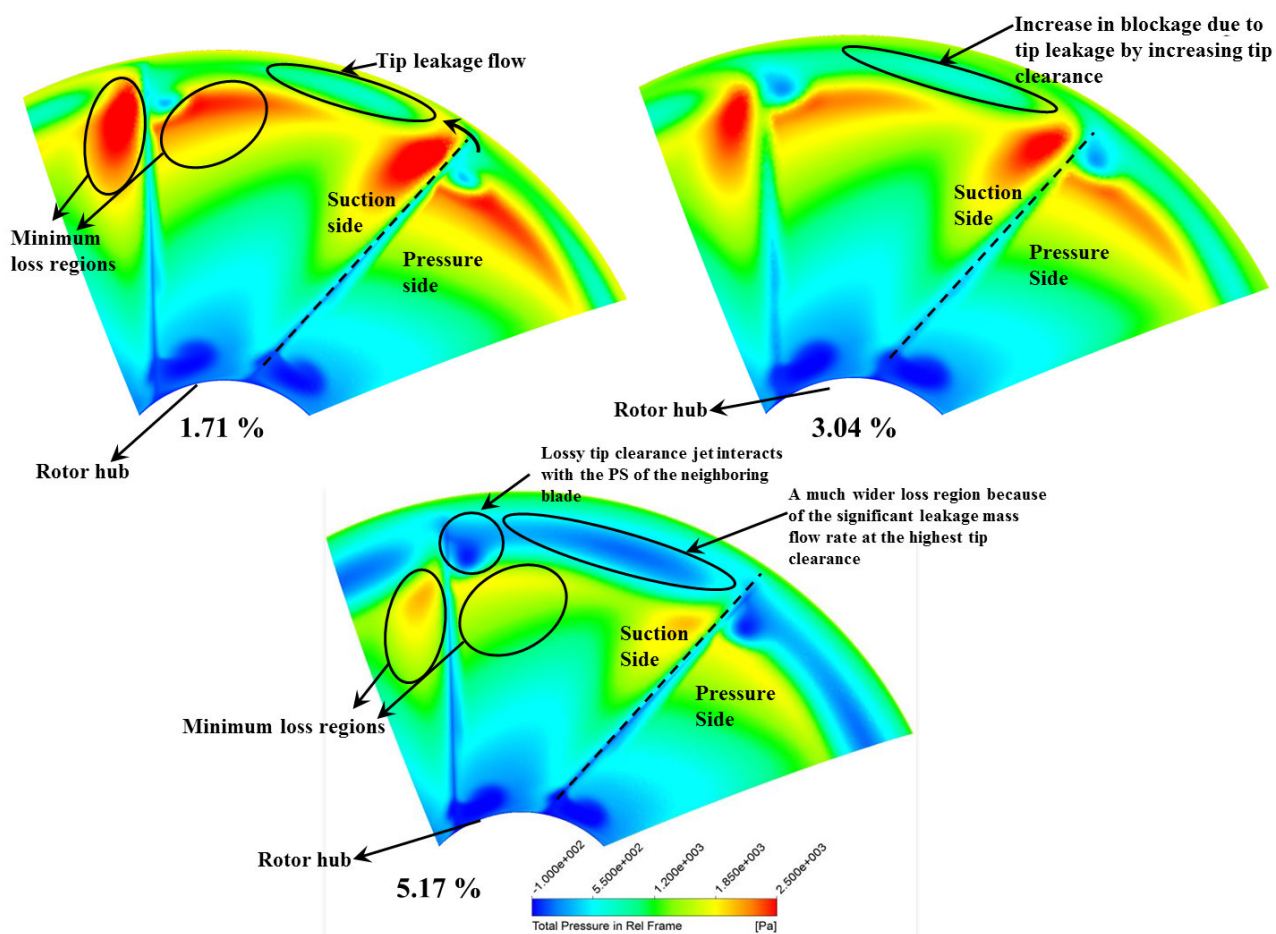 Tip leakage flow
Minimum
loss regions
Suction
side
Pressure
side
Rotor hub
1.71 %
Increase in blockage due to
tip leakage by increasing tip
clearance
Suction
Side
Pressure
Side
Rotor hub
3.04 %
Lossy tip clearance jet interacts
with the PS of the neighboring
blade
A much wider loss region because
of the significant leakage mass
flow rate at the highest tip
clearance
Suction
Side
Pressure
Side
Minimum loss regions
Rotor hub
5.17 %
-1.000e+002
5.500e+002
1.200e+003
1.850e+003
2.500e+003
Total Pressure in Rel Frame
[Pa]